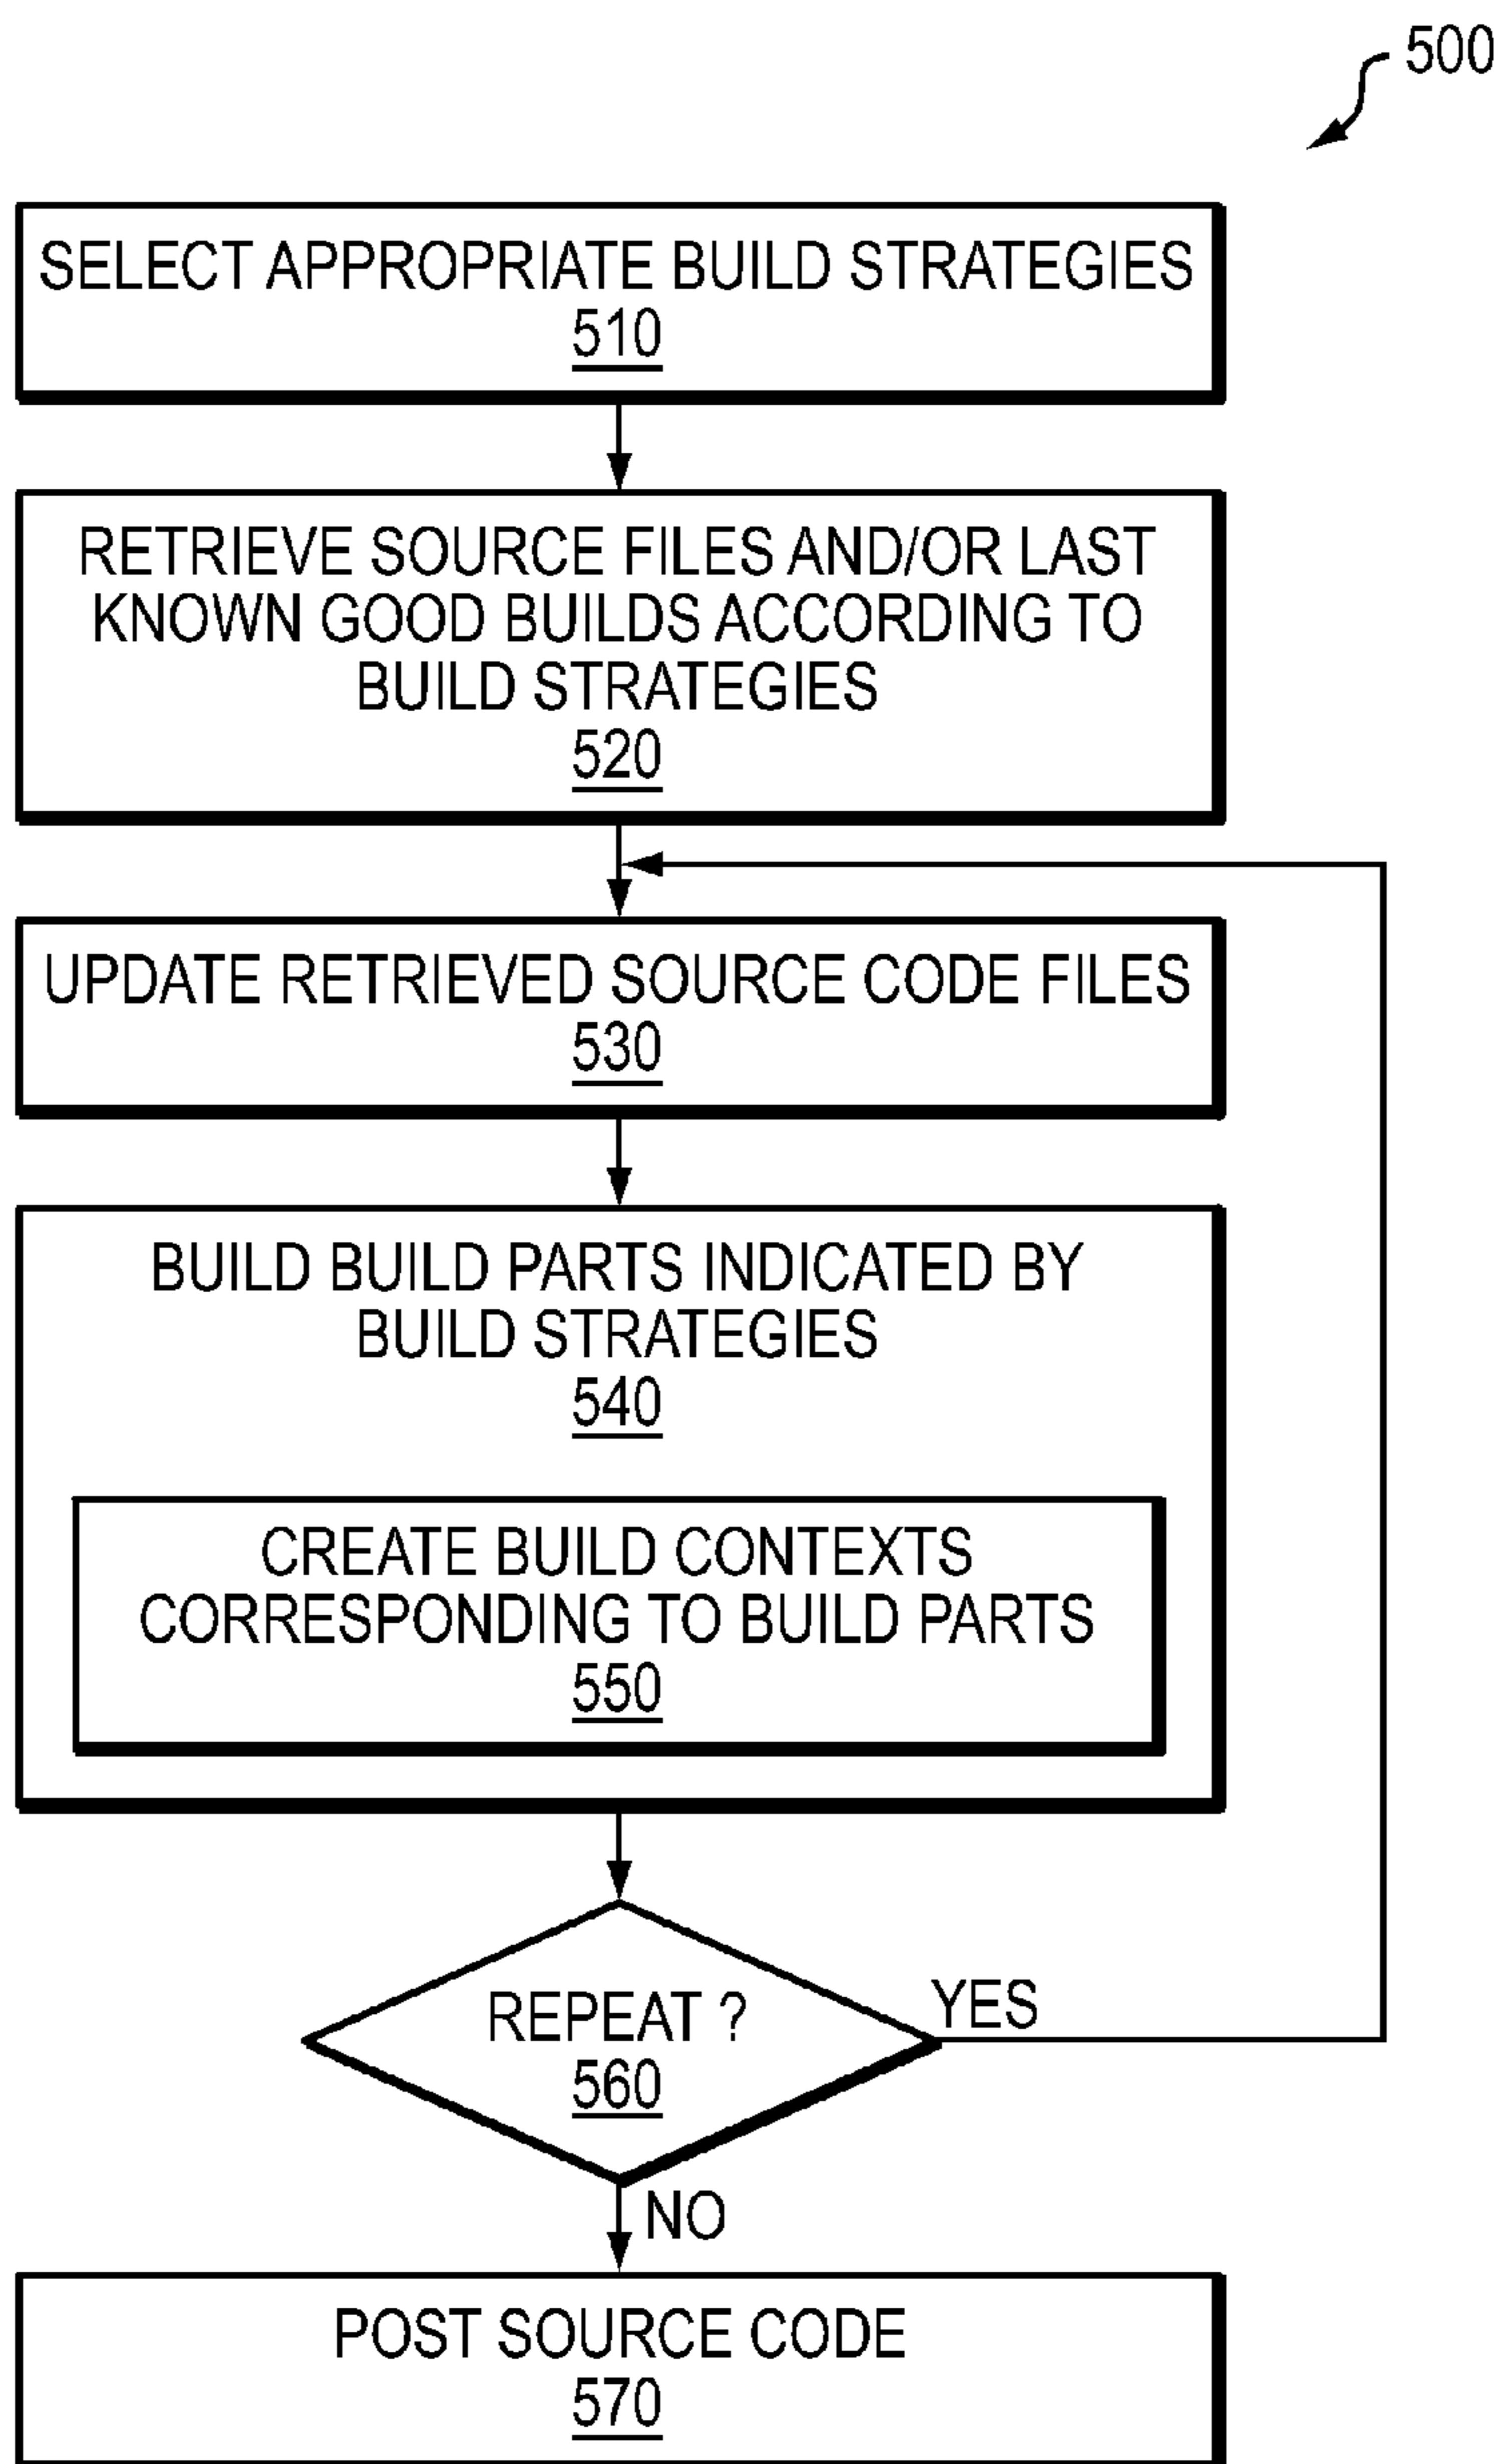 500
SELECT APPROPRIATE BUILD STRATEGIES
510
RETRIEVE SOURCE FILES AND/OR LAST
KNOWN GOOD BUILDS ACCORDING TO
BUILD STRATEGIES
520
UPDATE RETRIEVED SOURCE CODE FILES
530
BUILD BUILD PARTS INDICATED BY
BUILD STRATEGIES
540
CREATE BUILD CONTEXTS
CORRESPONDING TO BUILD PARTS
550
REPEAT ?
560
YES
NO
POST SOURCE CODE
570